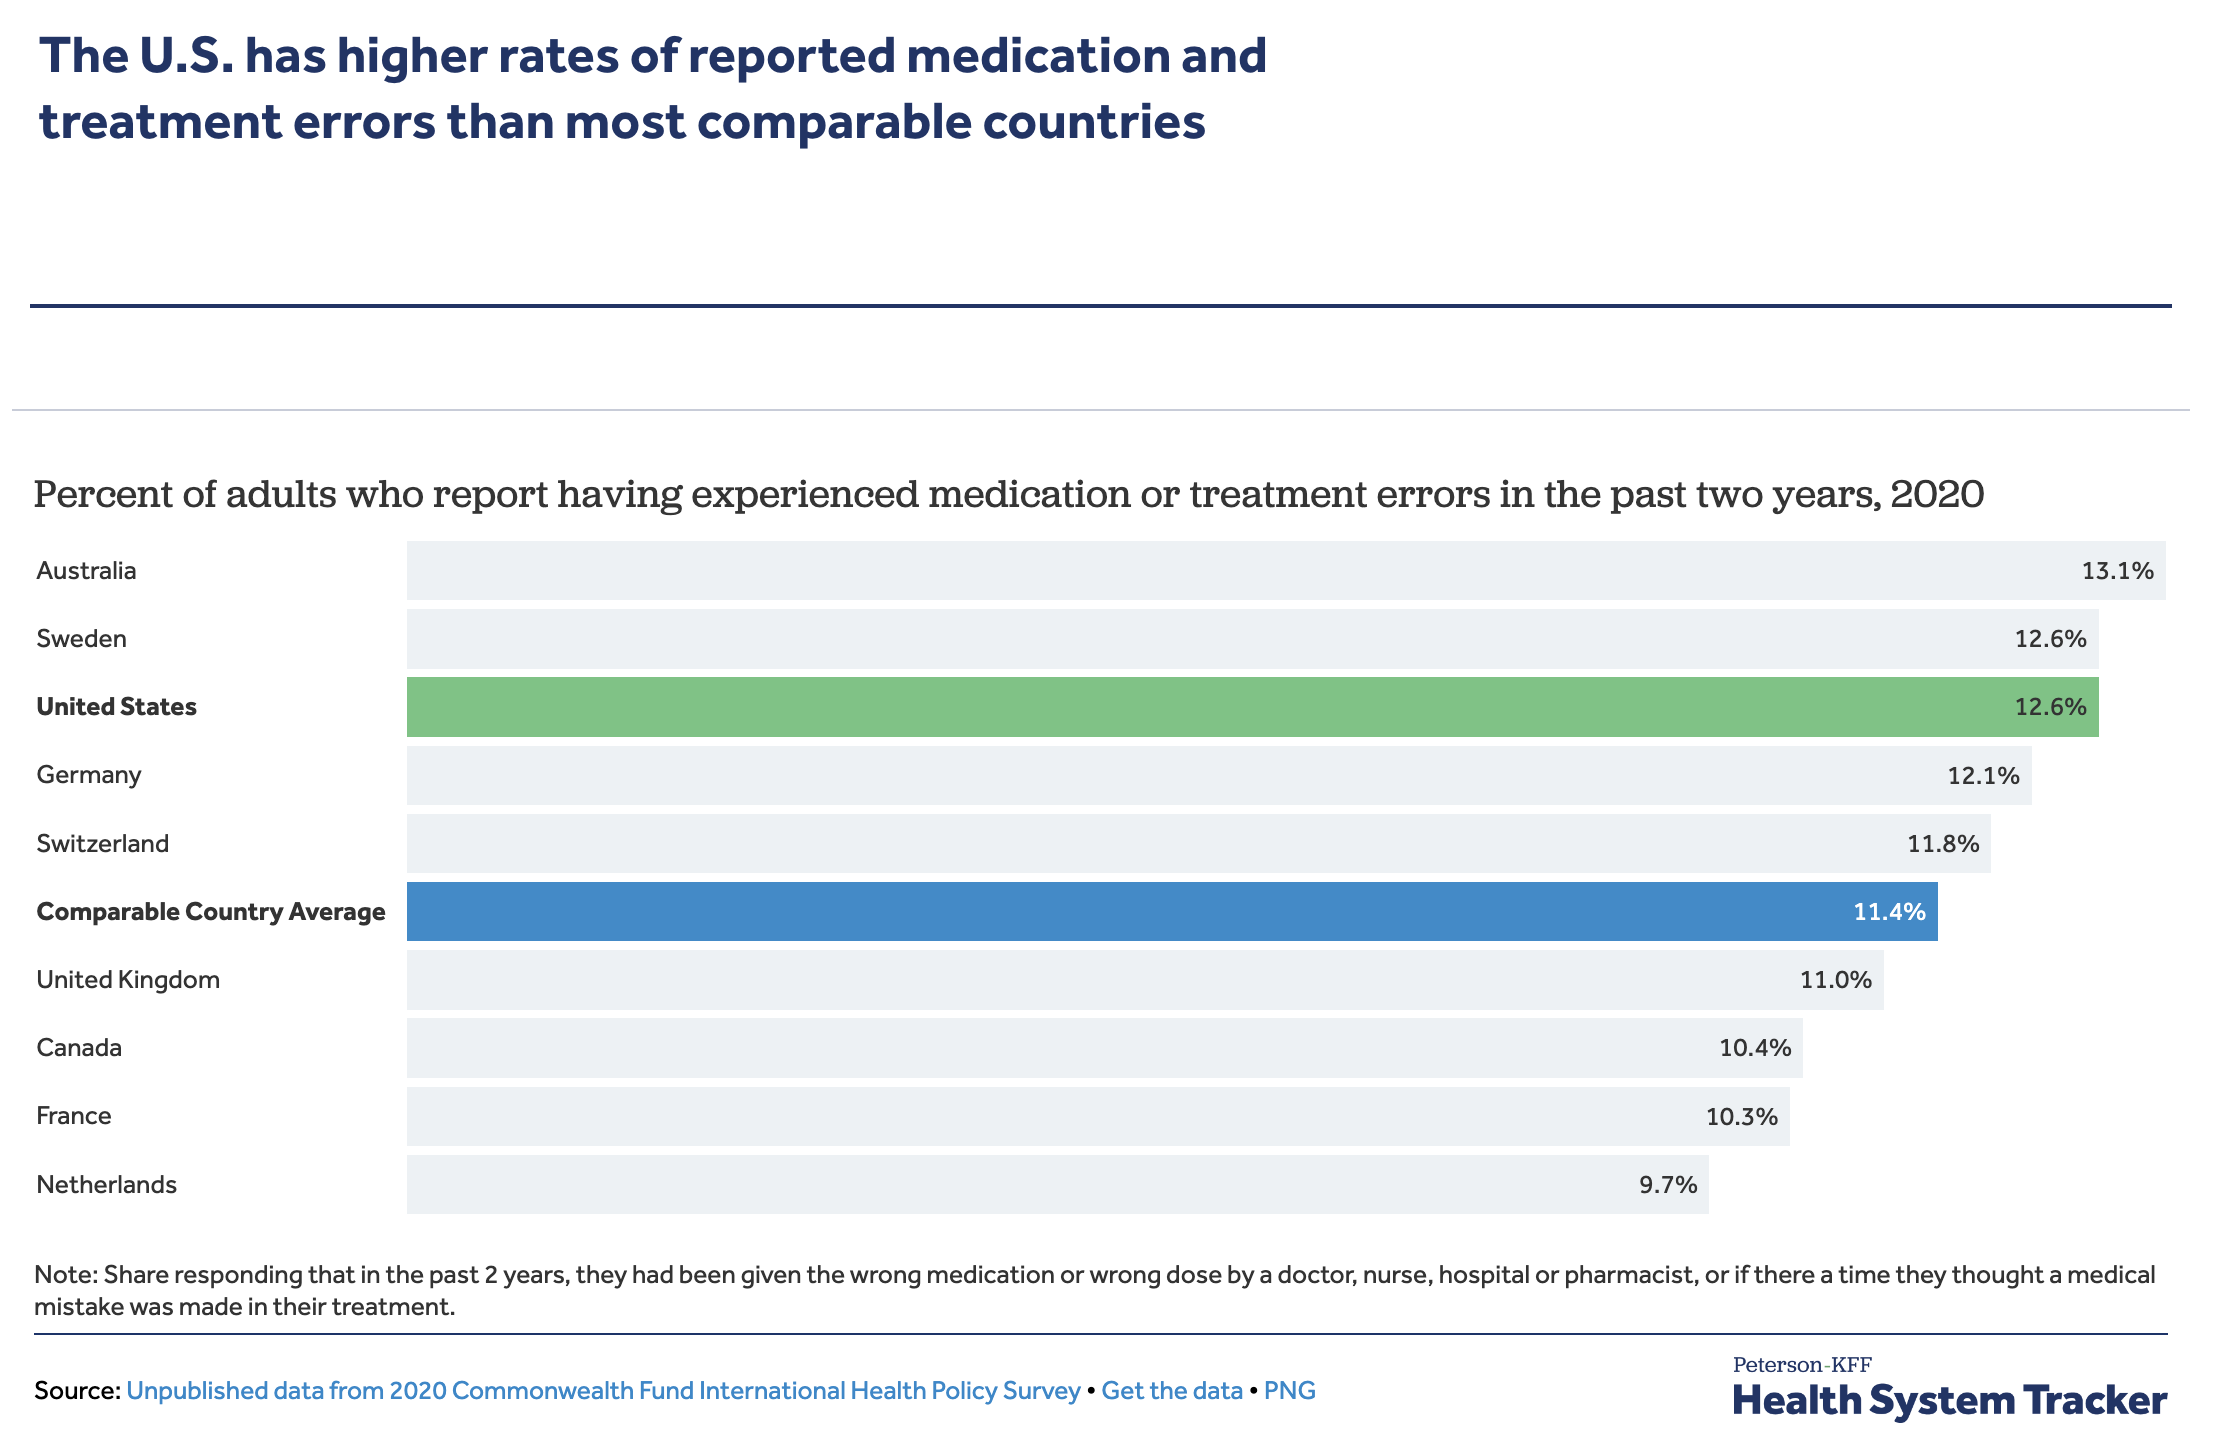 The U.S. has higher rates of reported medication and
treatment errors than most comparable countries
Percent of adults who report having experienced medication or treatment errors in the past two years, 2020
Australia 13.1%
Sweden 12.6%
United States 12.6%
Germany 12.1%
Switzerland 11.8%
Comparable Country Average 11.4%
United Kingdom 11.0%
Canada 10.4%
France 10.3%
Netherlands 9.7%
Note: Share responding that in the past 2 years, they had been given the wrong medication or wrong dose by a doctor, nurse, hospital or pharmacist, or if there a time they thought a medical
mistake was made in their treatment.
Source: Unpublished data from 2020 Commonwealth Fund International Health Policy Survey • Get the data • PNG
Peterson-KFF
Health System Tracker